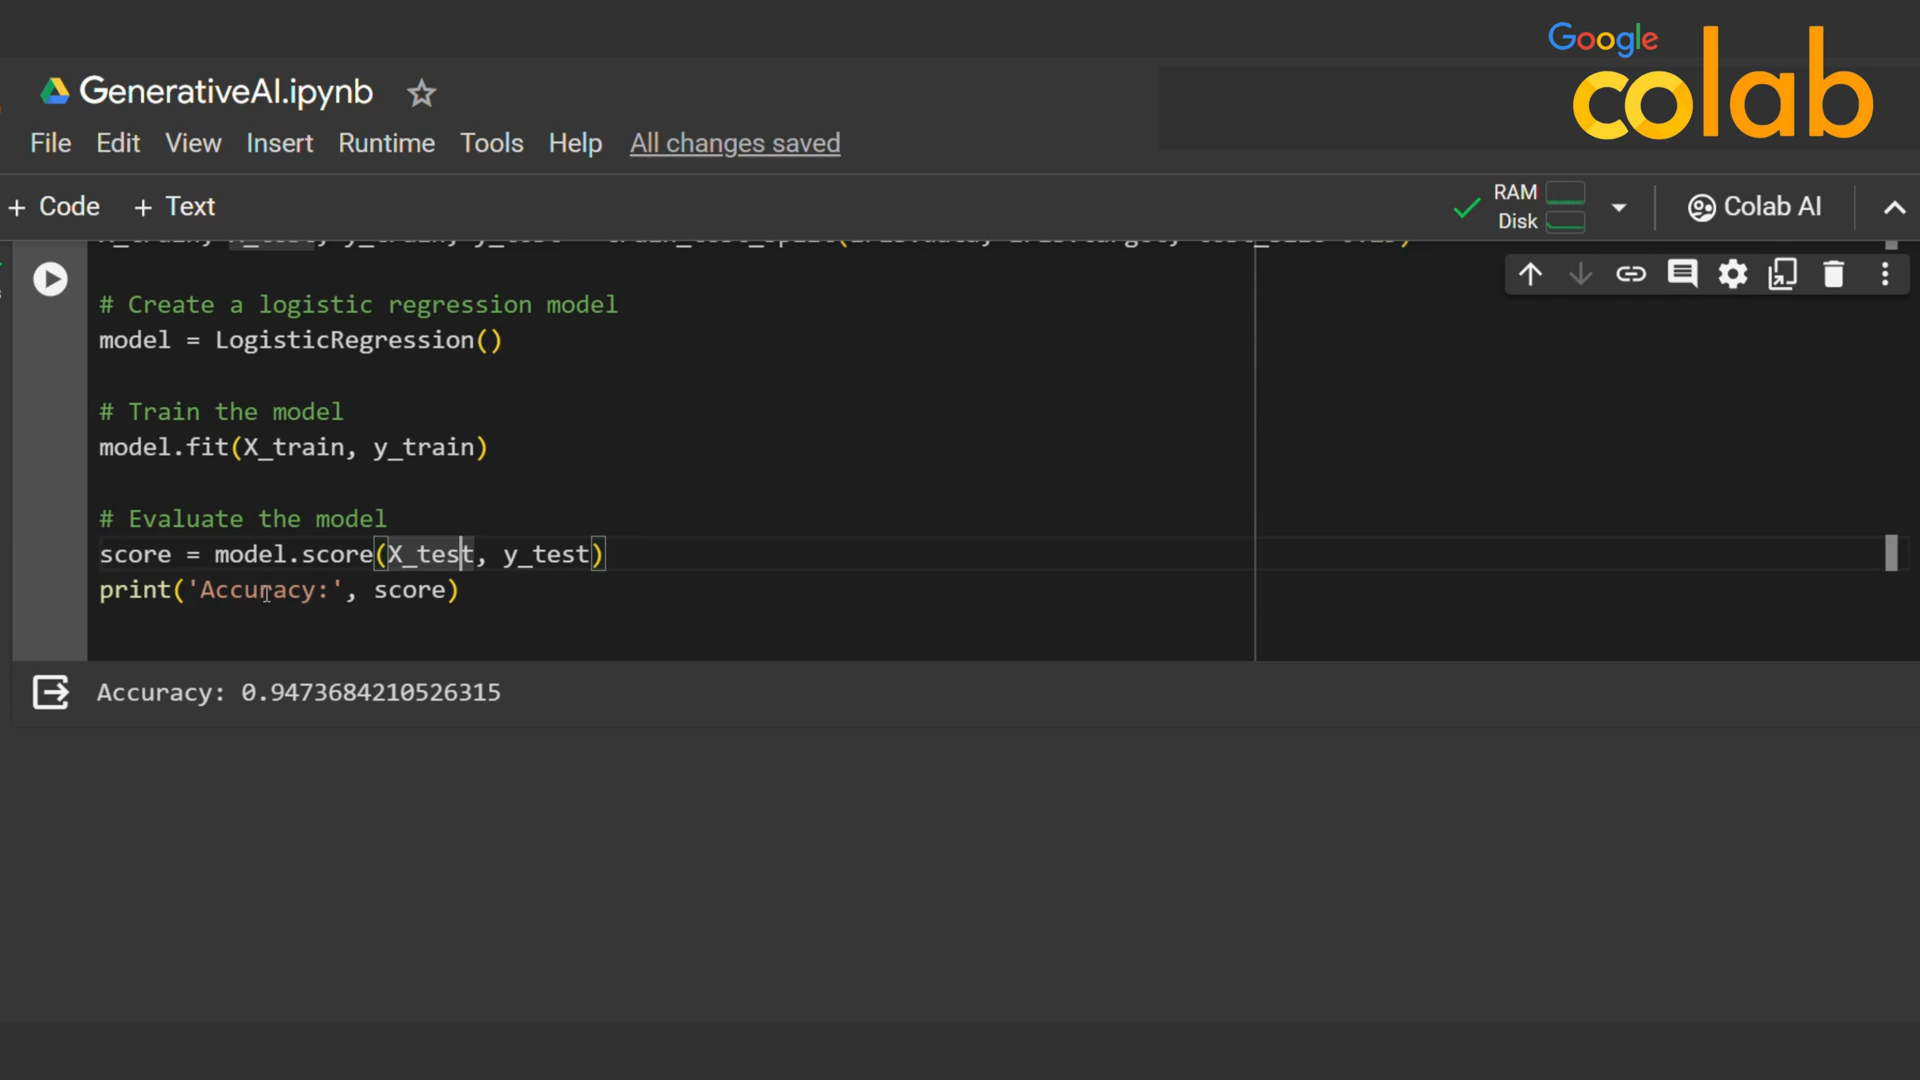 Google
colab
GenerativeAI.ipynb
File Edit View Insert Runtime Tools Help All changes saved
+ Code + Text
RAM
Disk
Colab AI
# Create a logistic regression model
model = LogisticRegression()
# Train the model
model.fit(X_train, y_train)
# Evaluate the model
score = model.score(X_test, y_test)
print('Accuracy:', score)
Accuracy: 0.9473684210526315